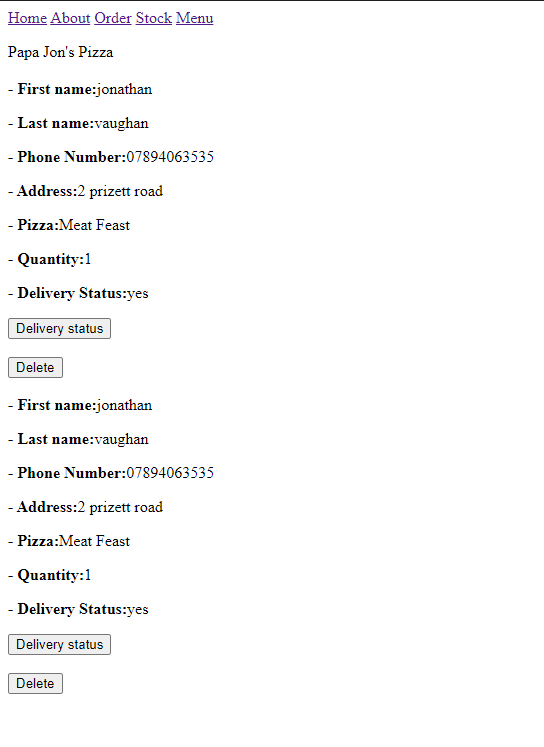 Home About Order Stock Menu
Papa Jon's Pizza
- First name:jonathan
- Last name:vaughan
- Phone Number:07894063535
- Address:2 prizett road
- Pizza:Meat Feast
- Quantity:1
- Delivery Status:yes
Delivery status
Delete
- First name:jonathan
- Last name:vaughan
- Phone Number:07894063535
- Address:2 prizett road
- Pizza:Meat Feast
- Quantity:1
- Delivery Status:yes
Delivery status
Delete